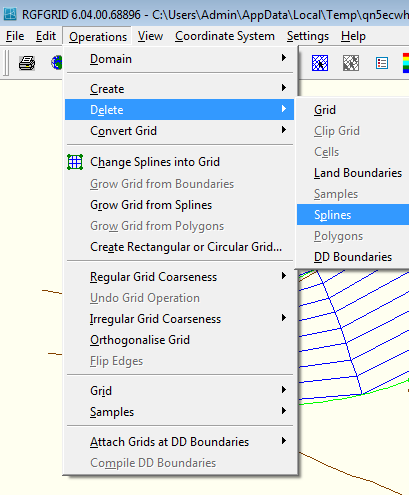 RGFGRID 6.04.00.68896 - C:\Users\Admin\AppData\Local\Temp\qn5ecwh
File Edit Operations View Coordinate System Settings Help
Domain
Create
Delete
Convert Grid
Change Splines into Grid
Grow Grid from Boundaries
Grow Grid from Splines
Grow Grid from Polygons
Create Rectangular or Circular Grid...
Regular Grid Coarseness
Undo Grid Operation
Irregular Grid Coarseness
Orthogonalise Grid
Flip Edges
Grid
Samples
Attach Grids at DD Boundaries
Compile DD Boundaries
Grid
Clip Grid
Cells
Land Boundaries
Samples
Splines
Polygons
DD Boundaries